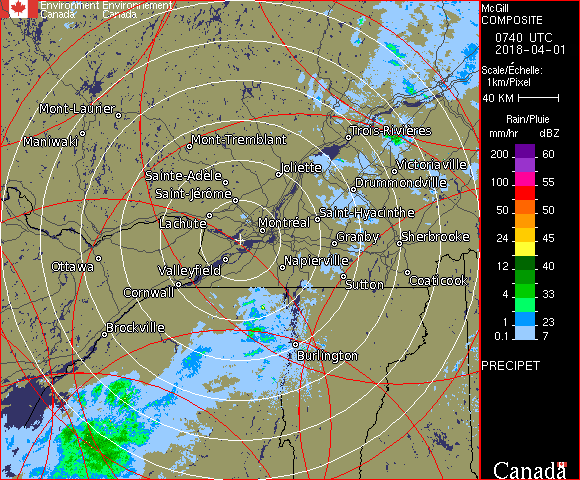 Environment Environnement
Canada Canada
McGill
COMPOSITE
0740 UTC
2018-04-01
Scale/Échelle:
1km/Pixel
40 KM
Rain/Pluie
mm/hr dBZ
200 60
100 55
50 50
24 45
12 40
4 33
1 23
0.1 7
PRECIPET
Canada
Mont-Laurier
Maniwaki
Mont-Tremblant
Trois-Rivières
Joliette
Victoriaville
Sainte-Adèle
Drummondville
Saint-Jérôme
Saint-Hyacinthe
Lachute
Montréal
Granby
Sherbrooke
Ottawa
Valleyfield
Napierville
Sutton
Coaticook
Cornwall
Brockville
Burlington